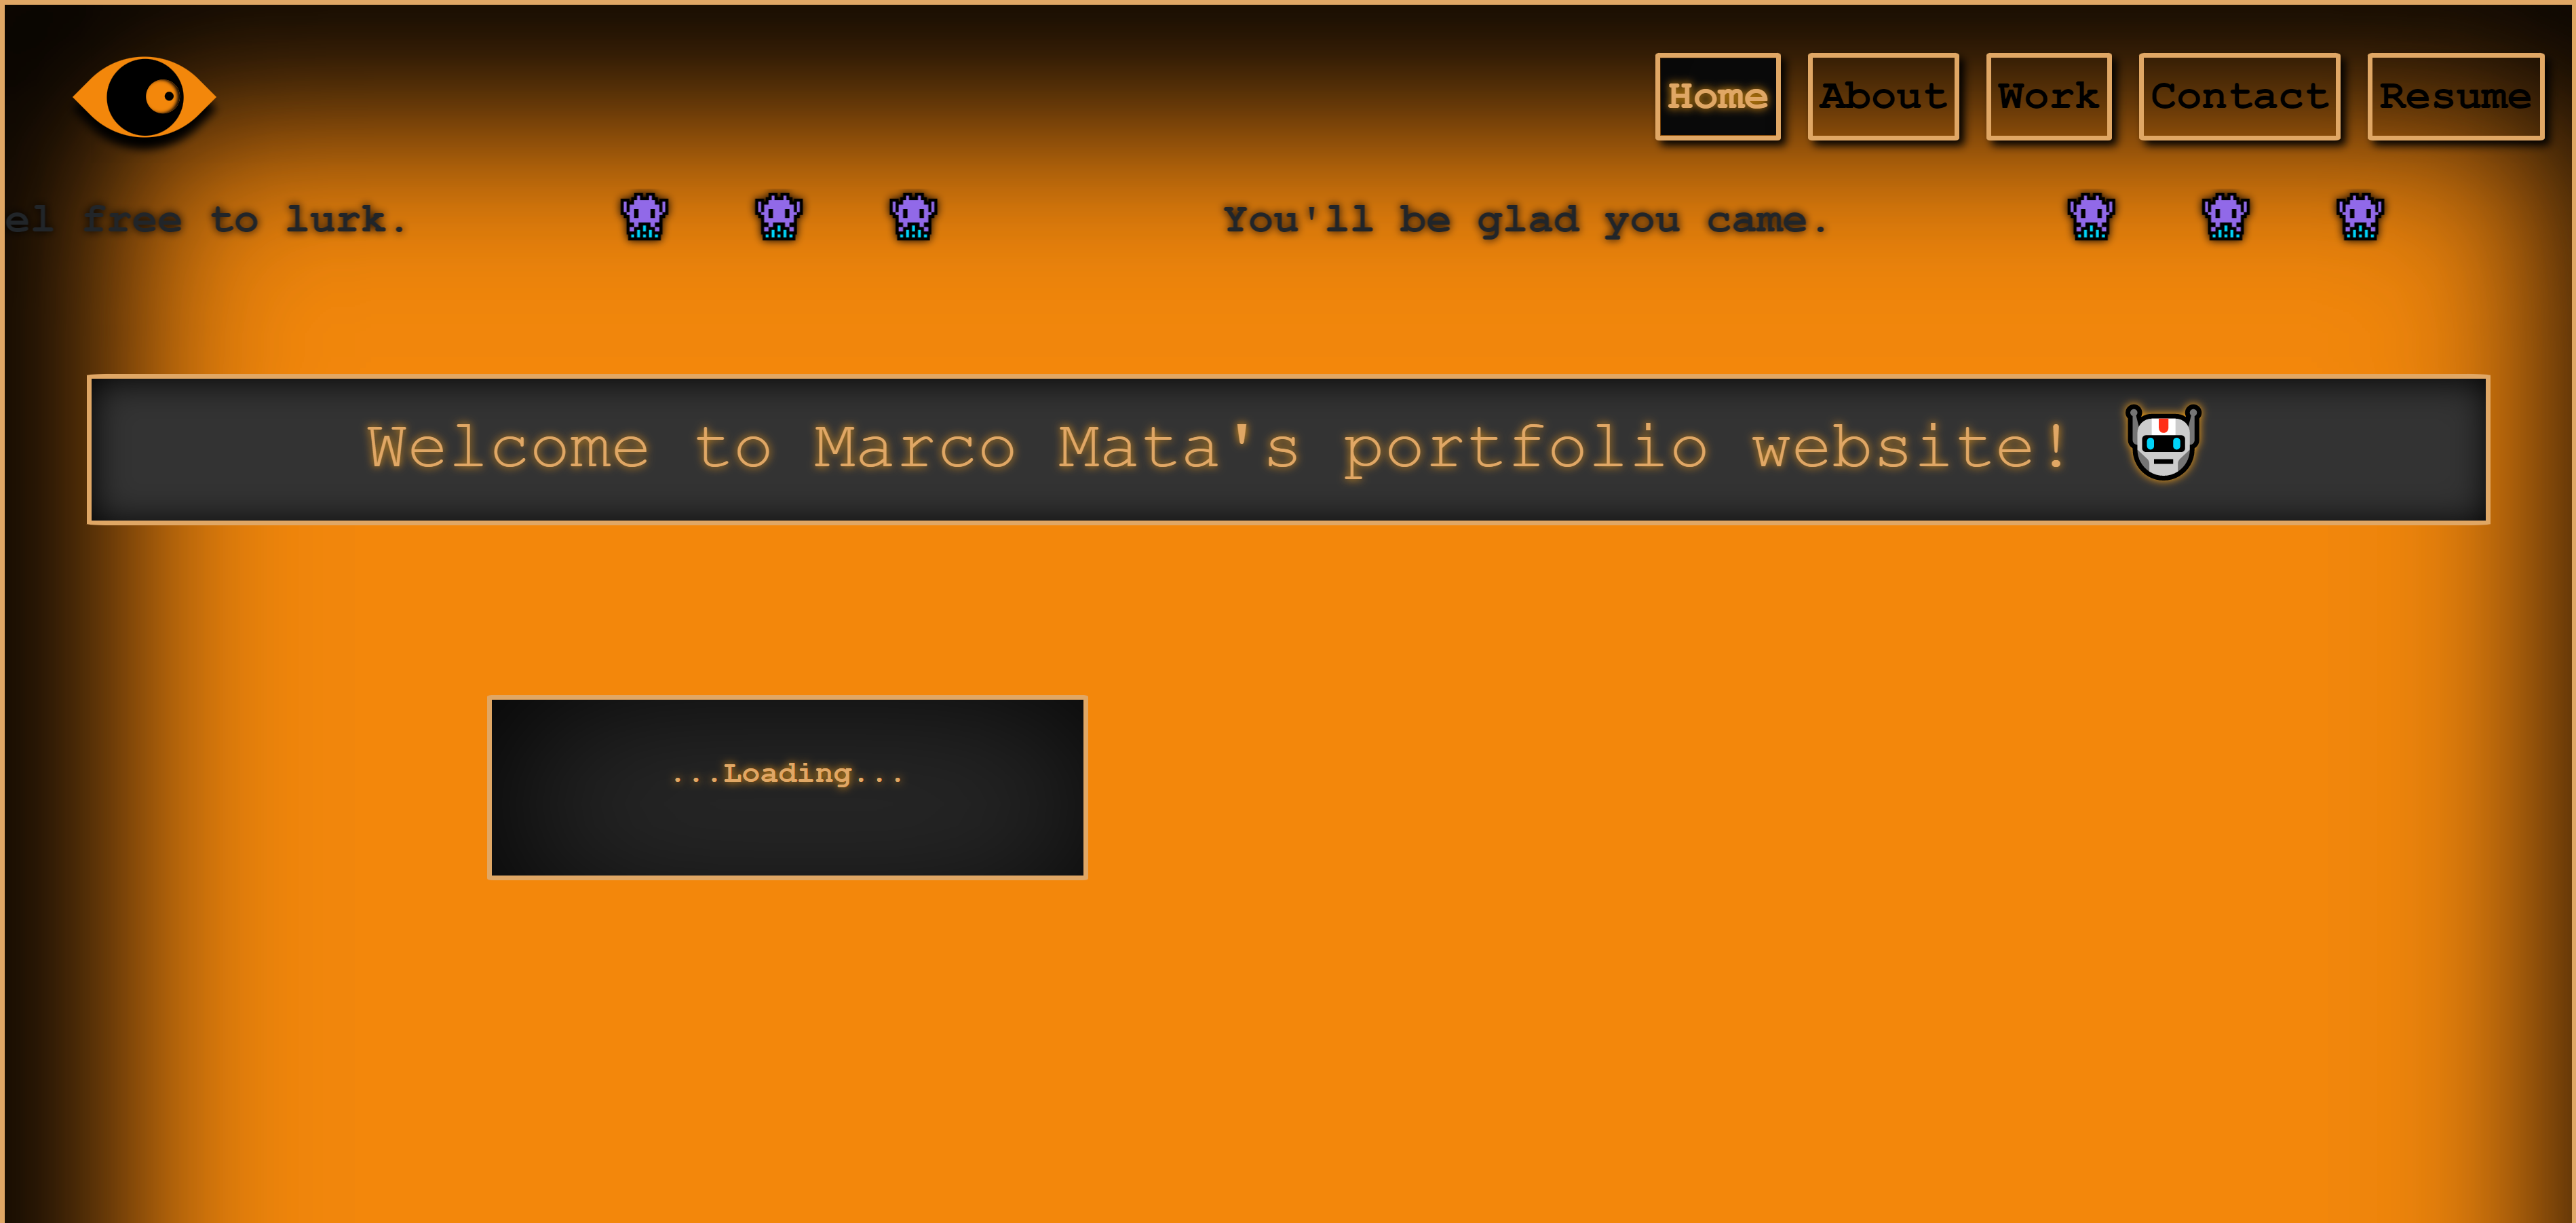 Home About Work Contact Resume
el free to lurk. You'll be glad you came.
Welcome to Marco Mata's portfolio website!
...Loading...